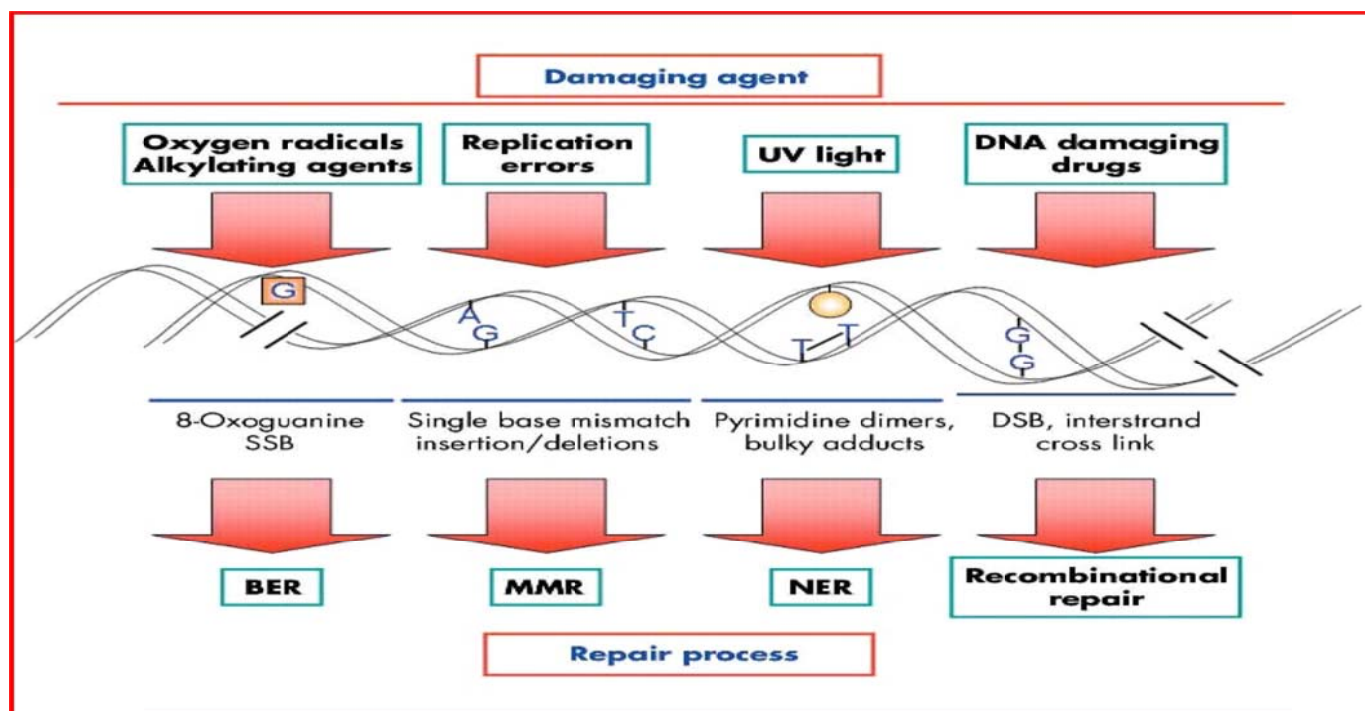 Damaging agent
Oxygen radicals
Alkylating agents
Replication
errors
UV light
DNA damaging
drugs
G
A
G
T
C
T
T
G
G
8-Oxoguanine
SSB
Single base mismatch
insertion/deletions
Pyrimidine dimers,
bulky adducts
DSB, interstrand
cross link
BER
MMR
NER
Recombinational
repair
Repair process